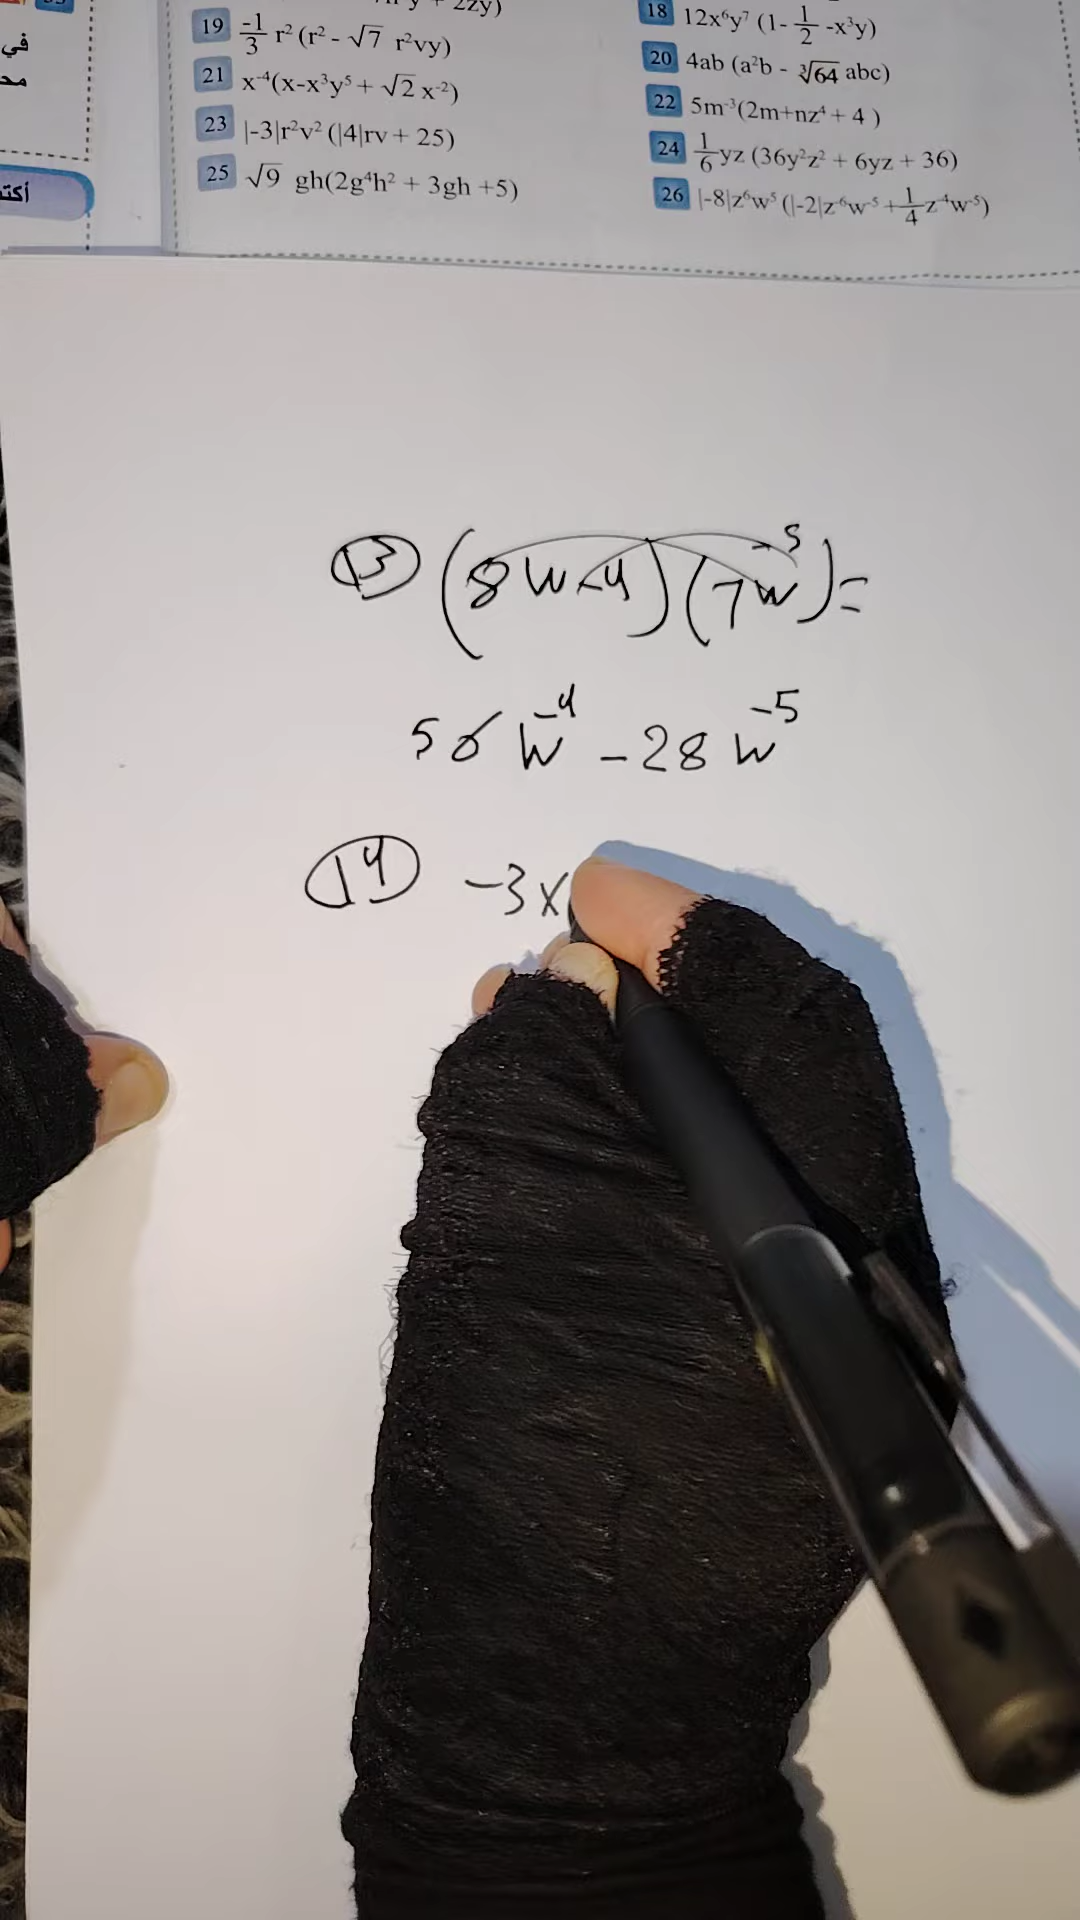 2zy)
19 -1/3 r²(r² - √7 r²vy)
18 12x⁶y⁷ (1- 1/2 -x³y)
21 x⁻⁴(x-x³y⁵ + √2 x⁻²)
20 4ab (a²b - ∛64 abc)
23 |-3|r²v² (|4|rv + 25)
22 5m⁻³(2m+nz⁴ + 4 )
25 √9 gh(2g⁴h² + 3gh +5)
24 1/6 yz (36y²z² + 6yz + 36)
26 |-8|z⁶w⁵ (|-2|z⁻⁶w⁻⁵ + 1/4 z⁻⁴w⁻⁵)
في
13 (8w-4)(7w⁻⁵)=
56w⁻⁴ - 28w⁻⁵
14 -3x